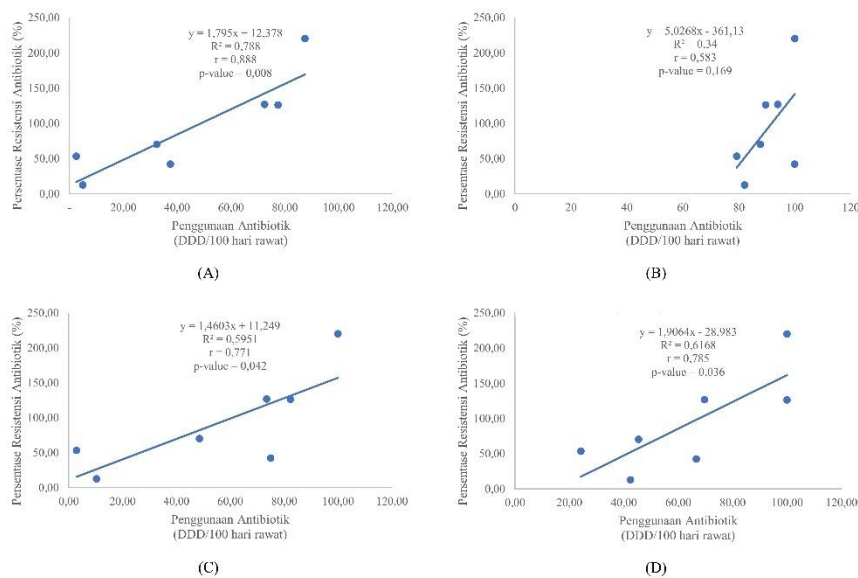 250,00
200,00
150,00
100,00
50,00
0,00
-
20,00
40,00
60,00
80,00
100,00
120,00
Persentase Resistensi Antibiotik (%)
y = 1,795x + 12,378
R² = 0,788
r = 0,888
p-value = 0,008
Penggunaan Antibiotik
(DDD/100 hari rawat)
(A)
250,00
200,00
150,00
100,00
50,00
0,00
0
20
40
60
80
100
120
Persentase Resistensi Antibiotik (%)
y = 5,0268x - 361,13
R² = 0,34
r = 0,583
p-value = 0,169
Penggunaan Antibiotik
(DDD/100 hari rawat)
(B)
250,00
200,00
150,00
100,00
50,00
0,00
0,00
20,00
40,00
60,00
80,00
100,00
120,00
Persentase Resistensi Antibiotik (%)
y = 1,4603x + 11,249
R² = 0,5951
r = 0,771
p-value = 0,042
Penggunaan Antibiotik
(DDD/100 hari rawat)
(C)
250,00
200,00
150,00
100,00
50,00
0,00
0,00
20,00
40,00
60,00
80,00
100,00
120,00
Persentase Resistensi Antibiotik (%)
y = 1,9064x - 28,983
R² = 0,6168
r = 0,785
p-value = 0,036
Penggunaan Antibiotik
(DDD/100 hari rawat)
(D)